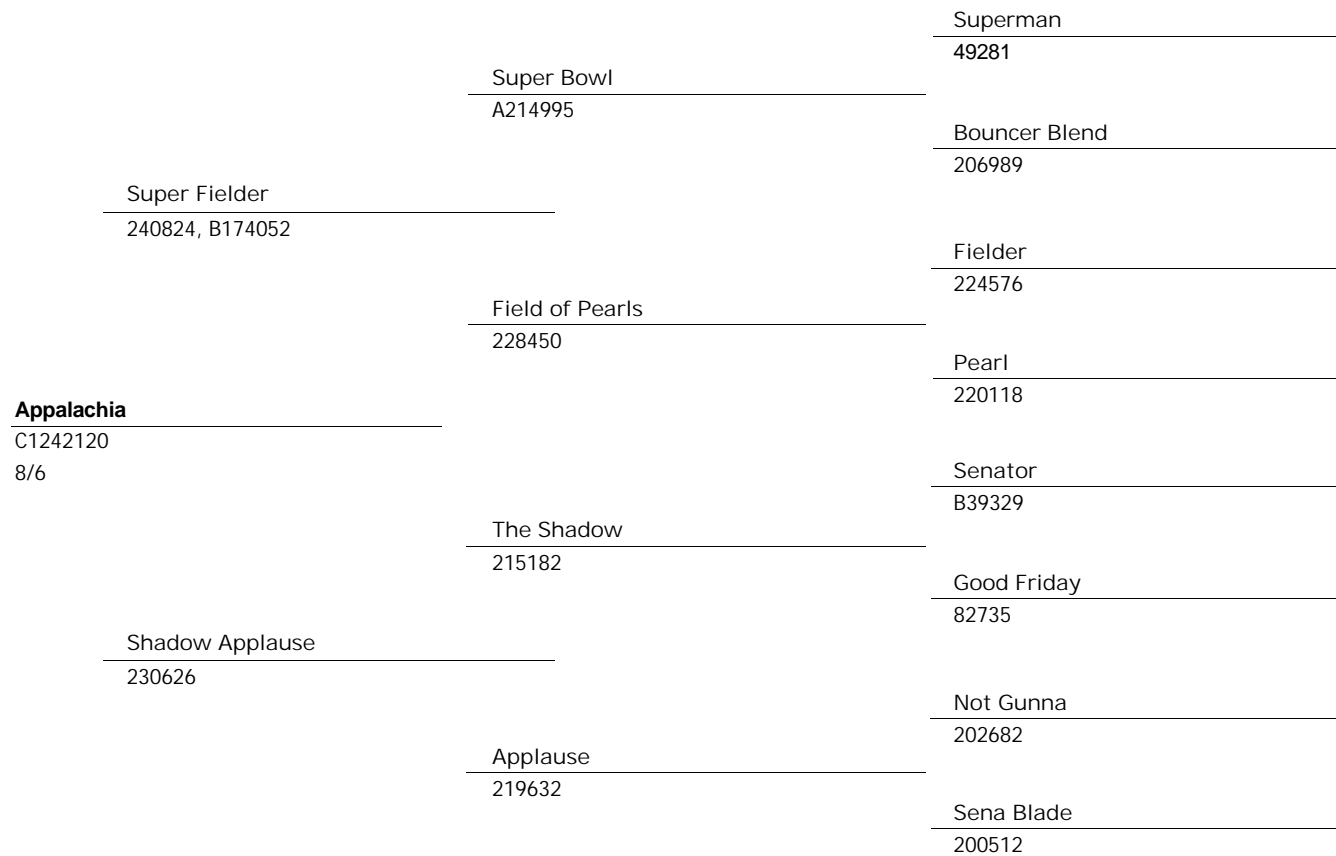 Superman
49281
Super Bowl
A214995
Bouncer Blend
206989
Super Fielder
240824, B174052
Fielder
224576
Field of Pearls
228450
Pearl
220118
Appalachia
C1242120
8/6
Senator
B39329
The Shadow
215182
Good Friday
82735
Shadow Applause
230626
Not Gunna
202682
Applause
219632
Sena Blade
200512